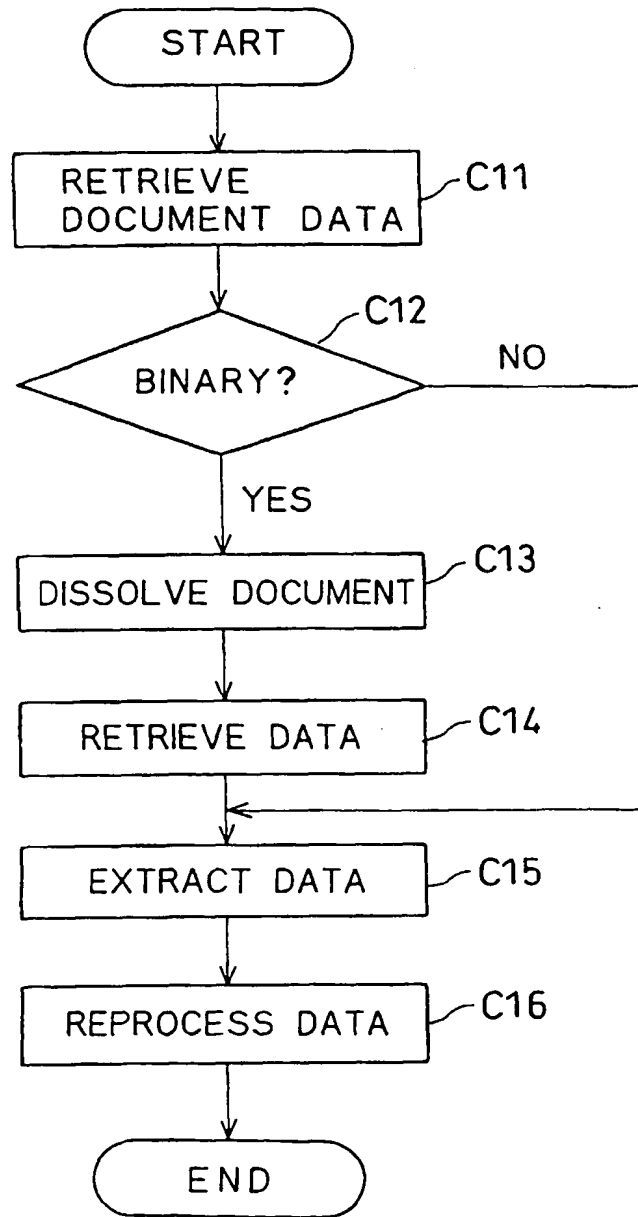 START
RETRIEVE
DOCUMENT DATA
C11
C12
BINARY?
NO
YES
C13
DISSOLVE DOCUMENT
RETRIEVE DATA
C14
EXTRACT DATA
C15
REPROCESS DATA
C16
END